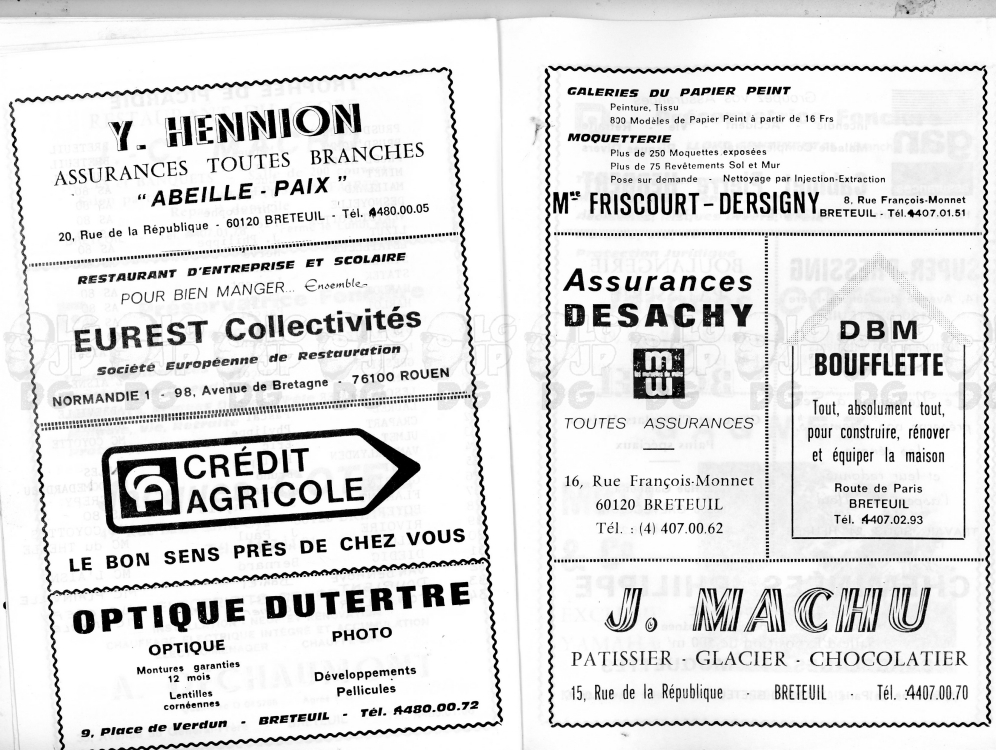 Y. HENNION
ASSURANCES TOUTES BRANCHES
“ABEILLE - PAIX”
20, Rue de la République - 60120 BRETEUIL - Tél. 4480.00.05
RESTAURANT D'ENTREPRISE ET SCOLAIRE
POUR BIEN MANGER... Ensemble-
EUREST Collectivités
Société Européenne de Restauration
NORMANDIE 1 - 98, Avenue de Bretagne - 76100 ROUEN
CRÉDIT
AGRICOLE
LE BON SENS PRÈS DE CHEZ VOUS
OPTIQUE DUTERTRE
OPTIQUE
Montures garanties
12 mois
Lentilles
cornéennes
PHOTO
Développements
Pellicules
9, Place de Verdun - BRETEUIL - Tél. 4480.00.72
GALERIES DU PAPIER PEINT
Peinture, Tissu
800 Modèles de Papier Peint à partir de 16 Frs
MOQUETTERIE
Plus de 250 Moquettes exposées
Plus de 75 Revêtements Sol et Mur
Pose sur demande - Nettoyage par Injection-Extraction
Mme FRISCOURT-DERSIGNY
8, Rue François-Monnet
BRETEUIL - Tél. 4407.01.51
Assurances
DESACHY
TOUTES ASSURANCES
16, Rue François-Monnet
60120 BRETEUIL
Tél. : (4) 407.00.62
DBM
BOUFFLETTE
Tout, absolument tout,
pour construire, rénover
et équiper la maison
Route de Paris
BRETEUIL
Tél. 4407.02.93
J. MACHU
PATISSIER - GLACIER - CHOCOLATIER
15, Rue de la République - BRETEUIL - Tél. :4407.00.70